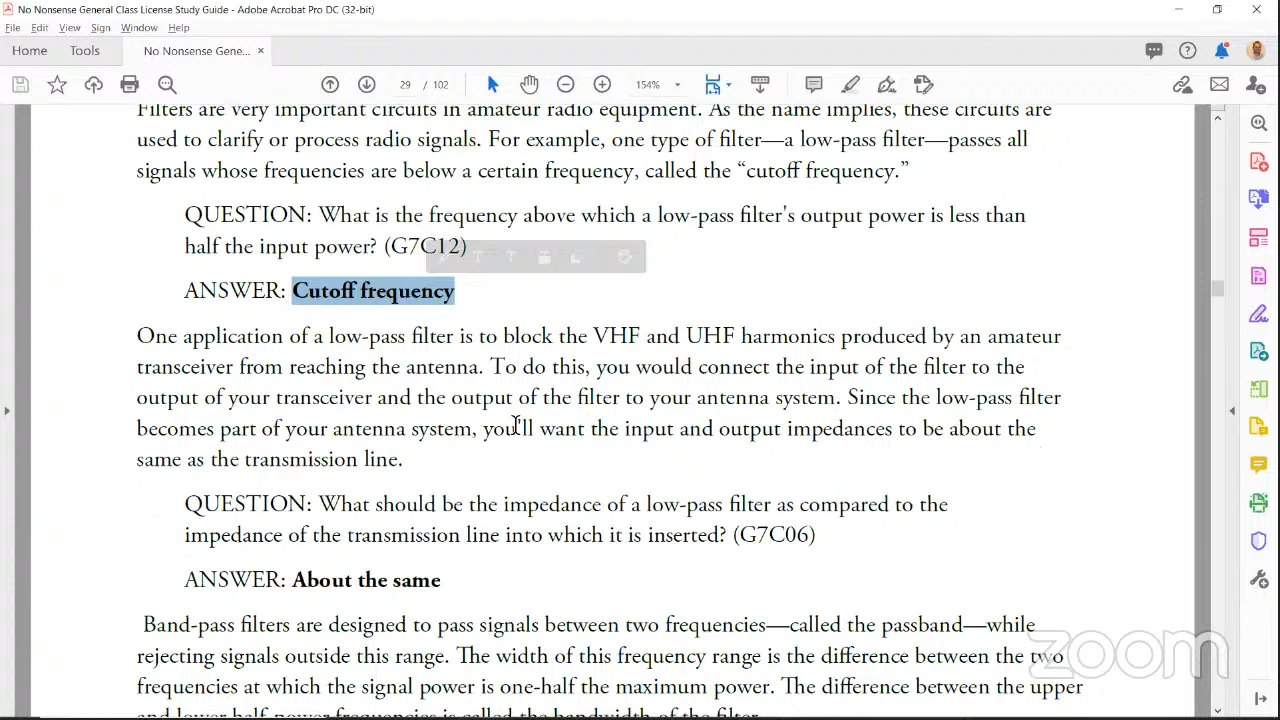 No Nonsense General Class License Study Guide - Adobe Acrobat Pro DC (32-bit)
File Edit View Sign Window Help
Home Tools No Nonsense Gene... ×
29 / 102 154%
Filters are very important circuits in amateur radio equipment. As the name implies, these circuits are
used to clarify or process radio signals. For example, one type of filter—a low-pass filter—passes all
signals whose frequencies are below a certain frequency, called the “cutoff frequency.”
QUESTION: What is the frequency above which a low-pass filter's output power is less than
half the input power? (G7C12)
ANSWER: Cutoff frequency
One application of a low-pass filter is to block the VHF and UHF harmonics produced by an amateur
transceiver from reaching the antenna. To do this, you would connect the input of the filter to the
output of your transceiver and the output of the filter to your antenna system. Since the low-pass filter
becomes part of your antenna system, you'll want the input and output impedances to be about the
same as the transmission line.
QUESTION: What should be the impedance of a low-pass filter as compared to the
impedance of the transmission line into which it is inserted? (G7C06)
ANSWER: About the same
Band-pass filters are designed to pass signals between two frequencies—called the passband—while
rejecting signals outside this range. The width of this frequency range is the difference between the two
frequencies at which the signal power is one-half the maximum power. The difference between the upper
and lower half-power frequencies is called the bandwidth of the filter.
zoom